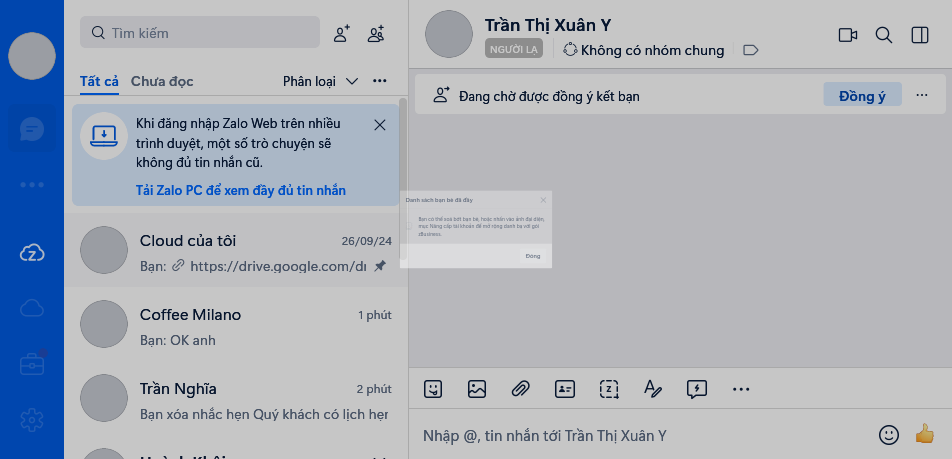 Tìm kiếm
Tất cả
Chưa đọc
Phân loại
Khi đăng nhập Zalo Web trên nhiều
trình duyệt, một số trò chuyện sẽ
không đủ tin nhắn cũ.
Tải Zalo PC để xem đầy đủ tin nhắn
Cloud của tôi
26/09/24
Bạn: https://drive.google.com/dr
Coffee Milano
1 phút
Bạn: OK anh
Trần Nghĩa
2 phút
Bạn xóa nhắc hẹn Quý khách có lịch hẹn
Trần Thị Xuân Y
NGƯỜI LẠ
Không có nhóm chung
Đang chờ được đồng ý kết bạn
Đồng ý
Danh sách bạn bè đã đầy
Bạn có thể xoá bớt bạn bè, hoặc nhấn vào ảnh đại diện,
mục Nâng cấp tài khoản để mở rộng danh bạ với gói
zBusiness.
Đóng
Nhập @, tin nhắn tới Trần Thị Xuân Y